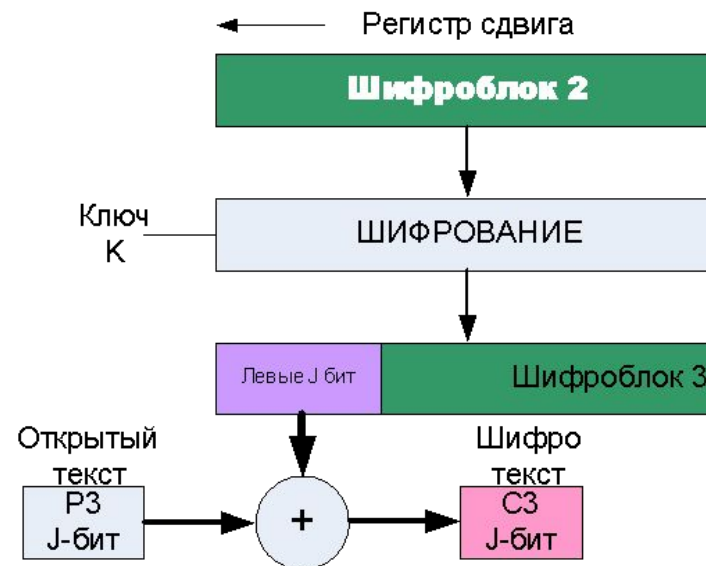 Регистр сдвига
Шифроблок 2
Ключ
K
ШИФРОВАНИЕ
Левые J бит
Шифроблок 3
Открытый
текст
P3
J-бит
+
Шифро
текст
C3
J-бит